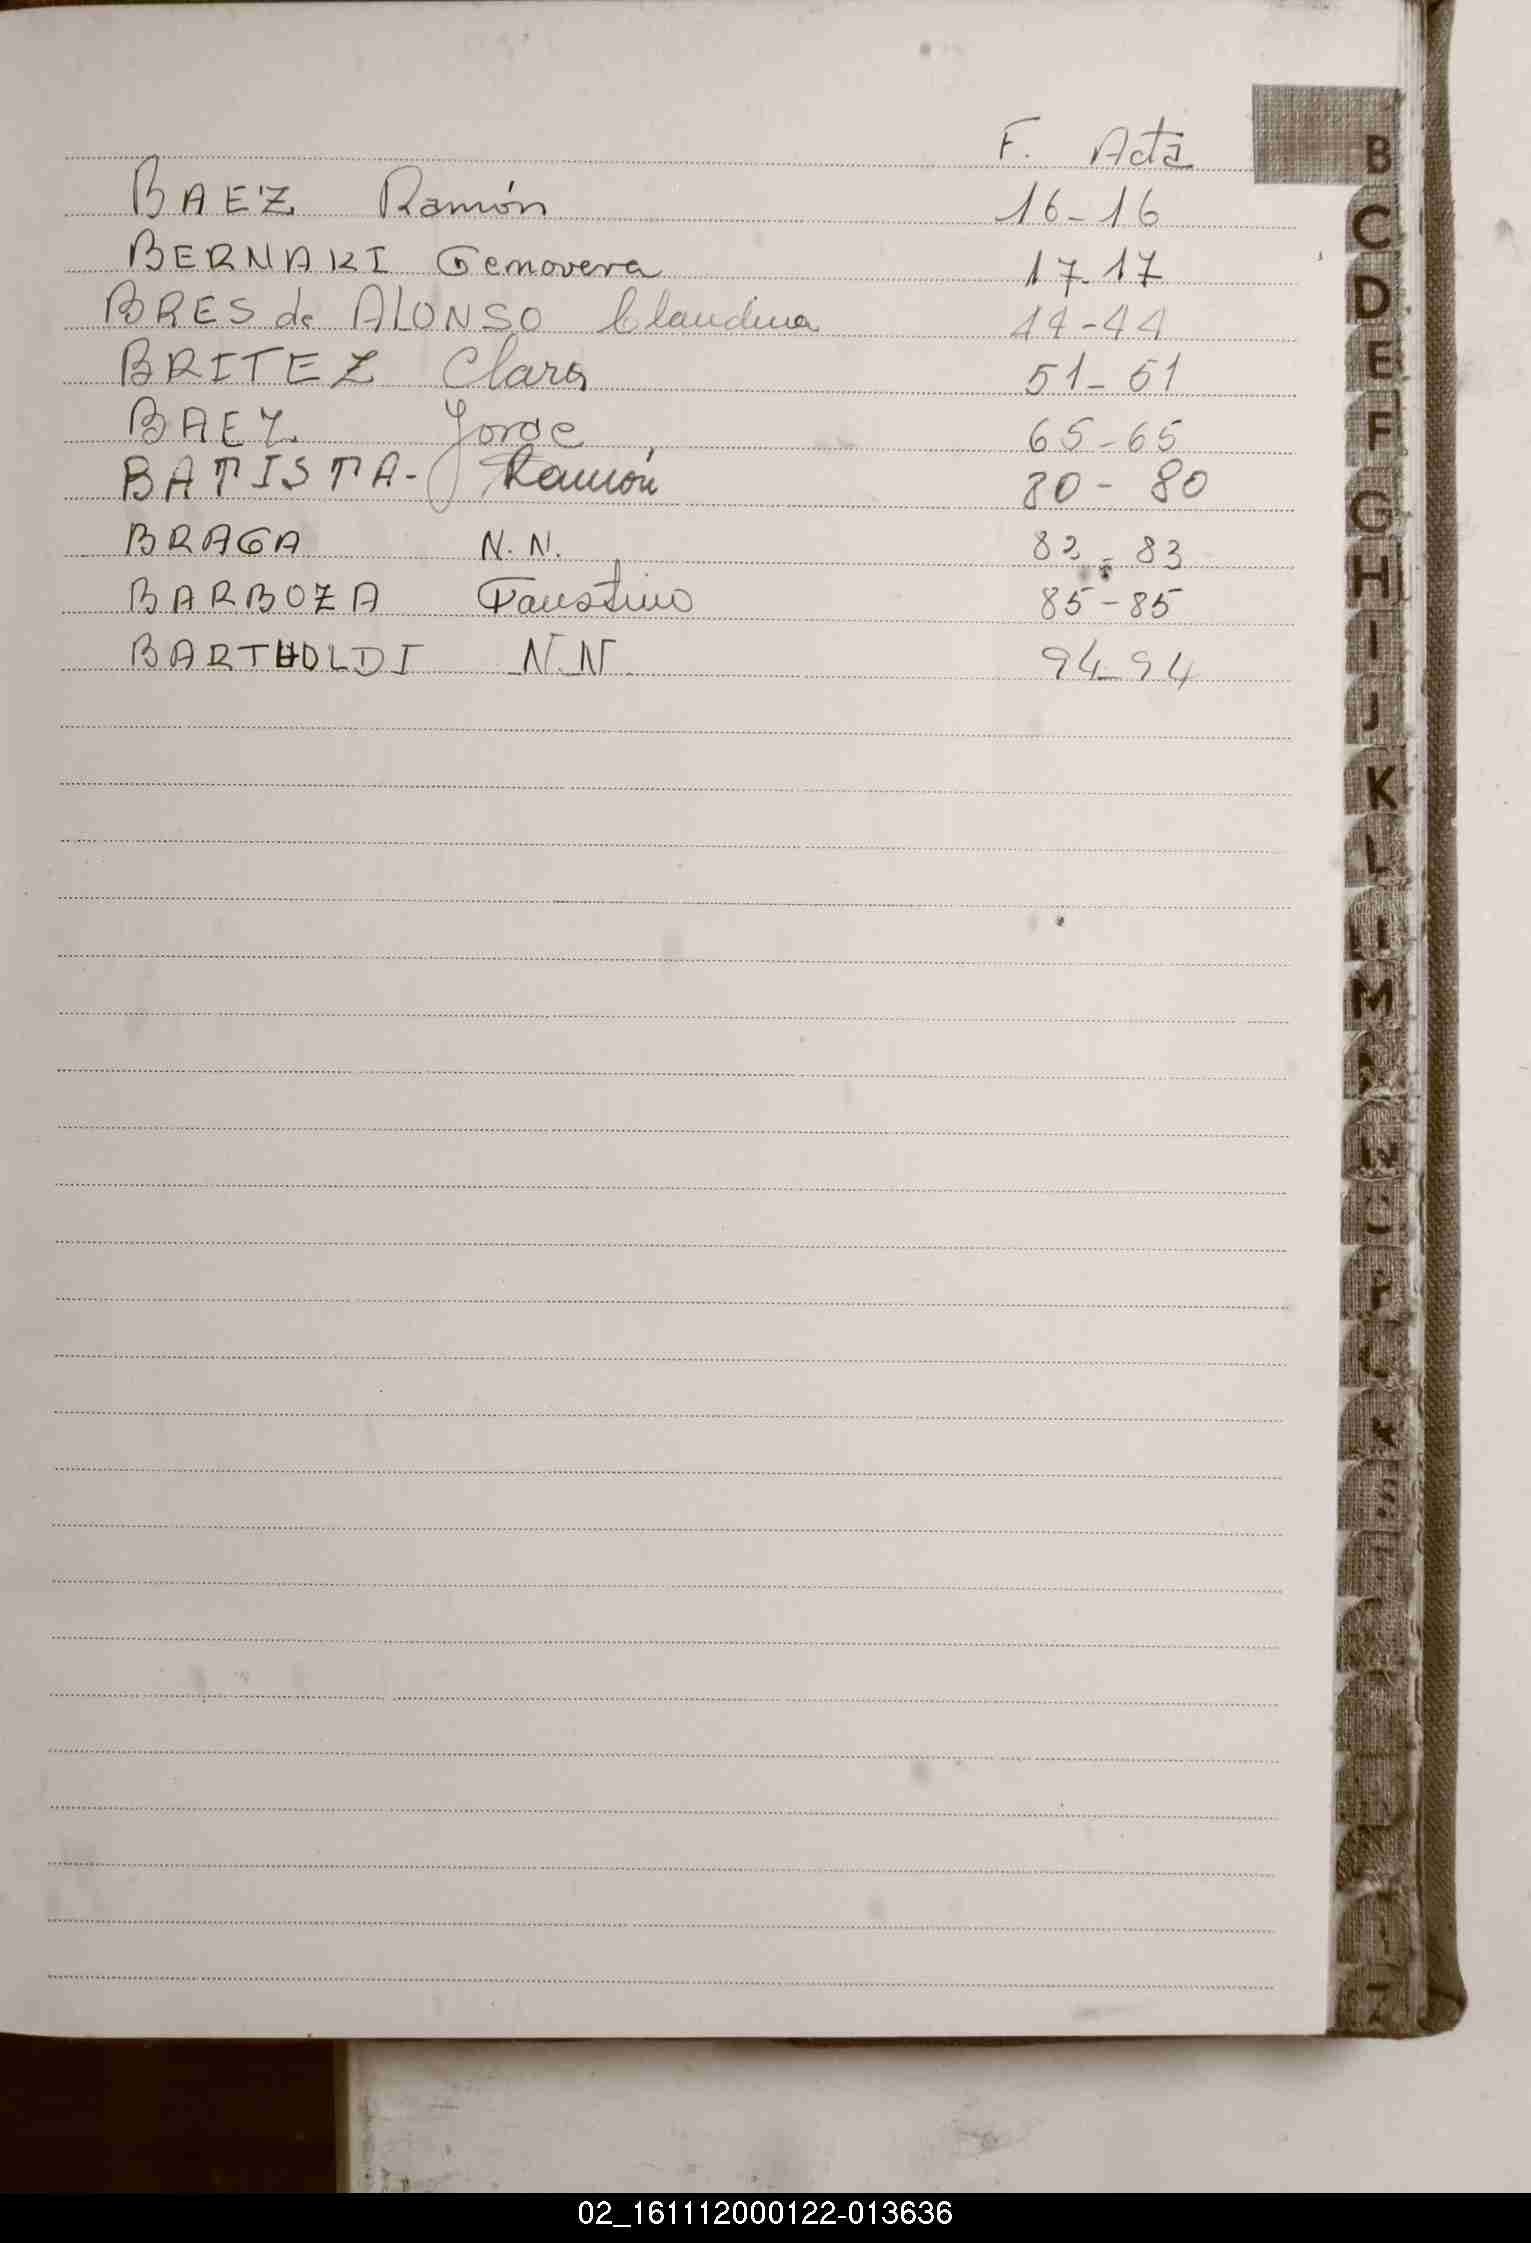 F. Acta
BAEZ Ramón 16-16
BERNAKI Genovera 17-17
BRES de ALONSO Claudina 44-44
BRITEZ Clara 51-51
BAEZ Jorge 65-65
BATISTA- Ramón 80-80
BRAGA N.N. 83-83
BARBOZA Faustino 85-85
BARTHOLDI N.N 94-94
B
C
D
E
F
G
H
I
J
K
L
M
02_161112000122-013636